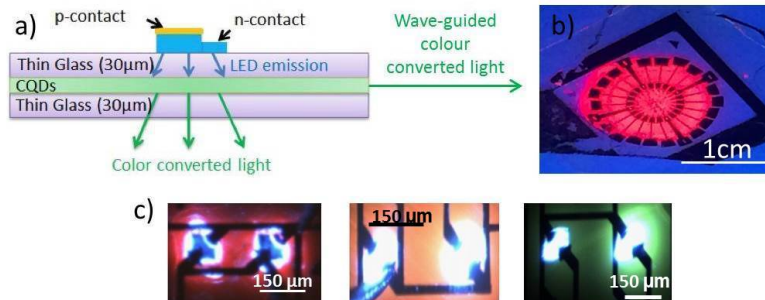 a)
p-contact
n-contact
Thin Glass (30µm)
LED emission
CQDs
Thin Glass (30µm)
Color converted light
Wave-guided
colour
converted light
b)
1cm
c)
150 µm
150 µm
150 µm